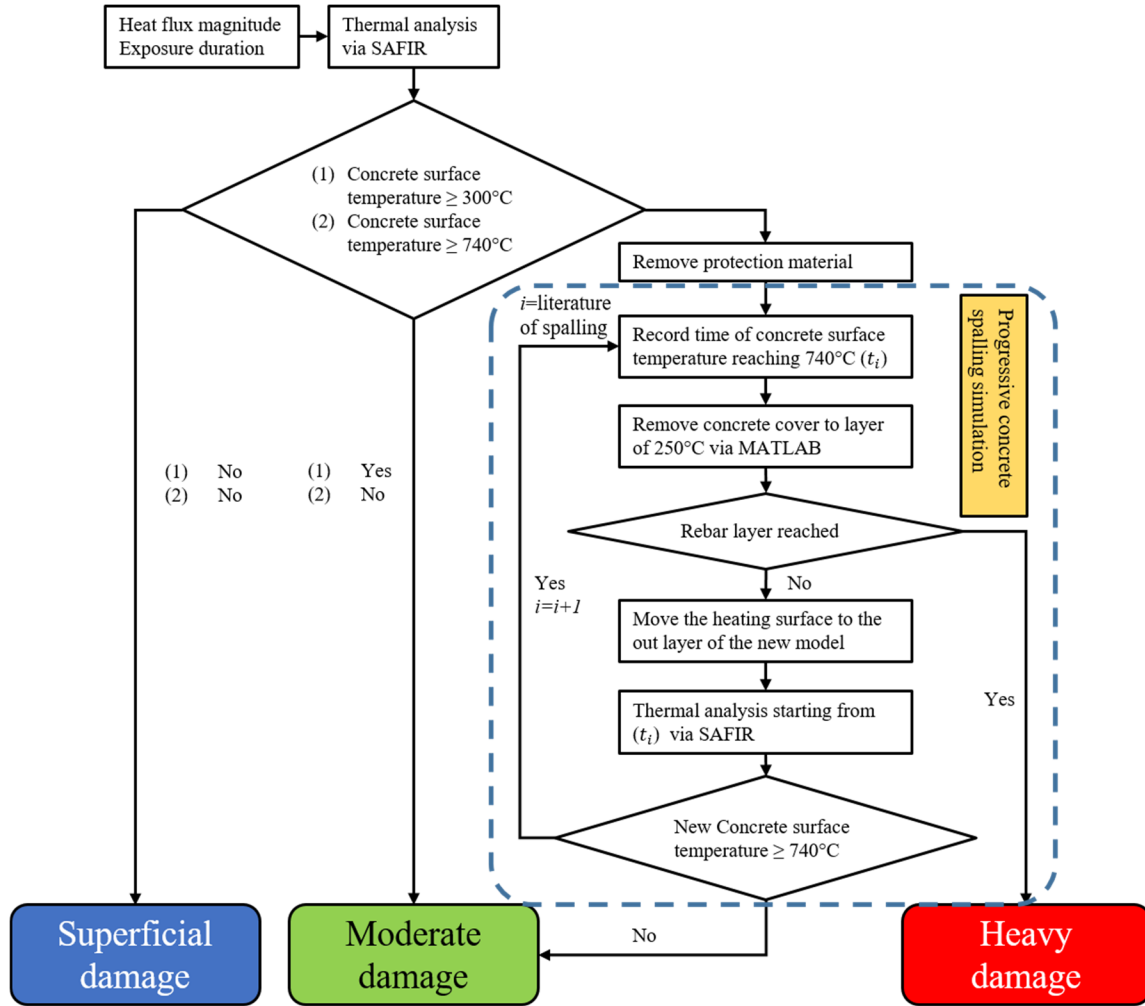 Heat flux magnitude
Exposure duration
Thermal analysis
via SAFIR
(1) Concrete surface
temperature ≥ 300°C
(2) Concrete surface
temperature ≥ 740°C
Remove protection material
i=literature
of spalling
Record time of concrete surface
temperature reaching 740°C (tᵢ)
Progressive concrete
spalling simulation
Remove concrete cover to layer
of 250°C via MATLAB
(1) No
(2) No
(1) Yes
(2) No
Rebar layer reached
Yes
i=i+1
No
Move the heating surface to the
out layer of the new model
Thermal analysis starting from
(tᵢ) via SAFIR
Yes
New Concrete surface
temperature ≥ 740°C
No
Superficial
damage
Moderate
damage
Heavy
damage